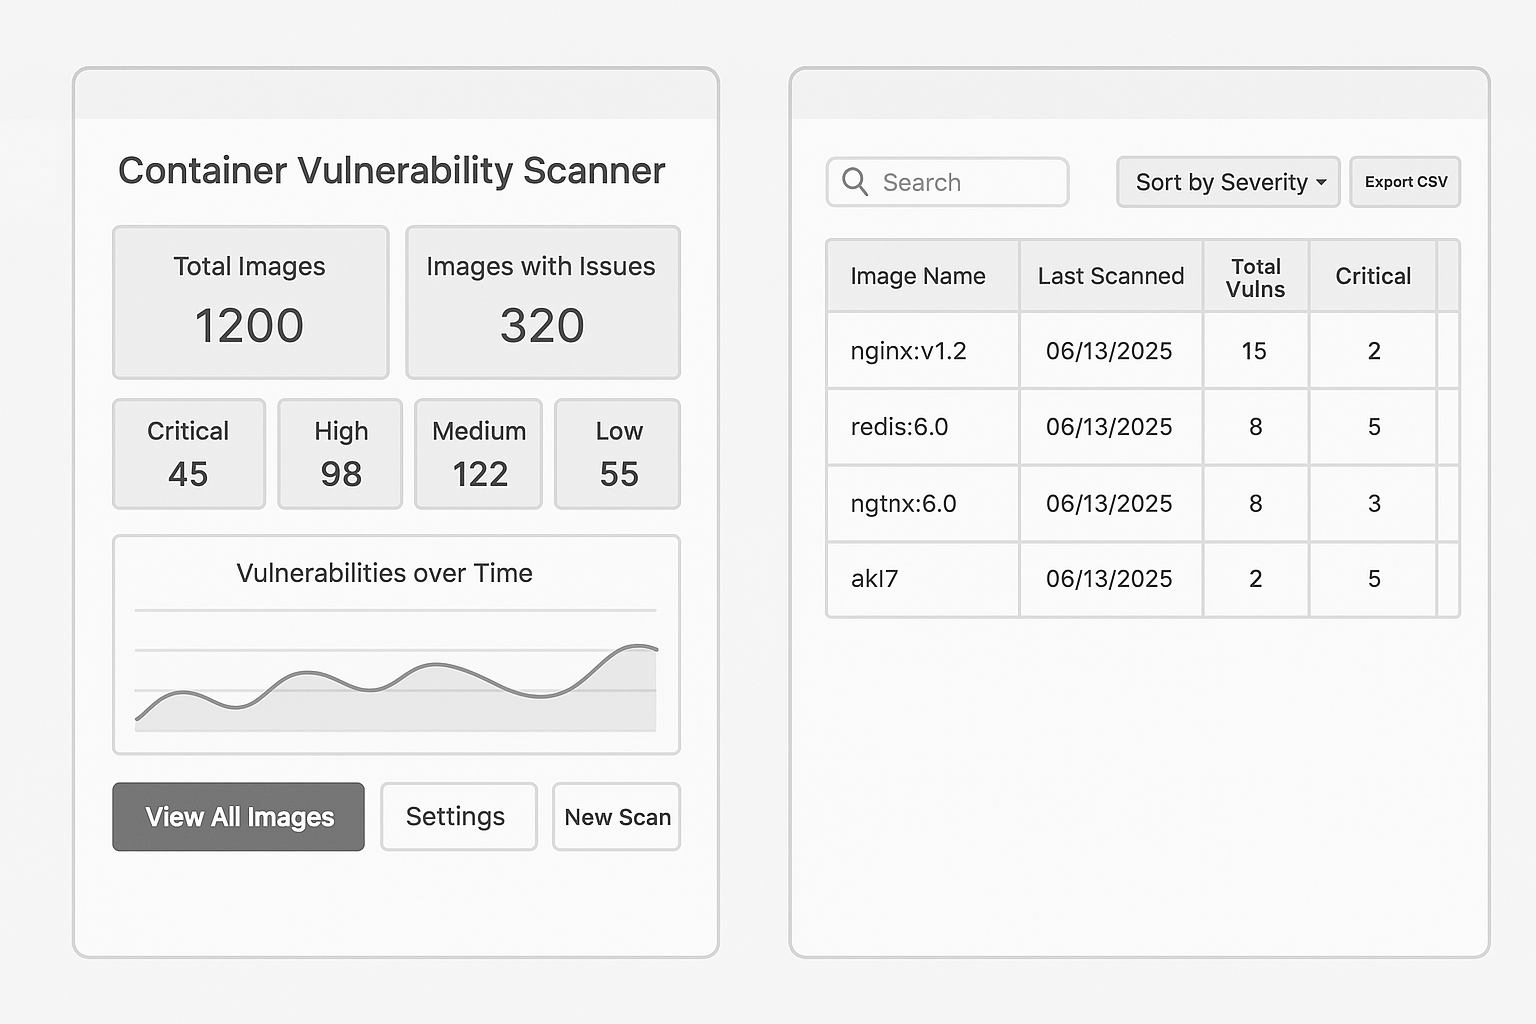 Container Vulnerability Scanner
Total Images
1200
Images with Issues
320
Critical
45
High
98
Medium
122
Low
55
Vulnerabilities over Time
View All Images
Settings
New Scan
Search
Sort by Severity
Export CSV
Image Name
Last Scanned
Total
Vulns
Critical
nginx:v1.2
06/13/2025
15
2
redis:6.0
06/13/2025
8
5
ngtnx:6.0
06/13/2025
8
3
akl7
06/13/2025
2
5